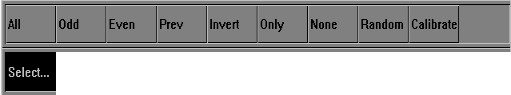 All Odd Even Prev Invert Only None Random Calibrate
Select...